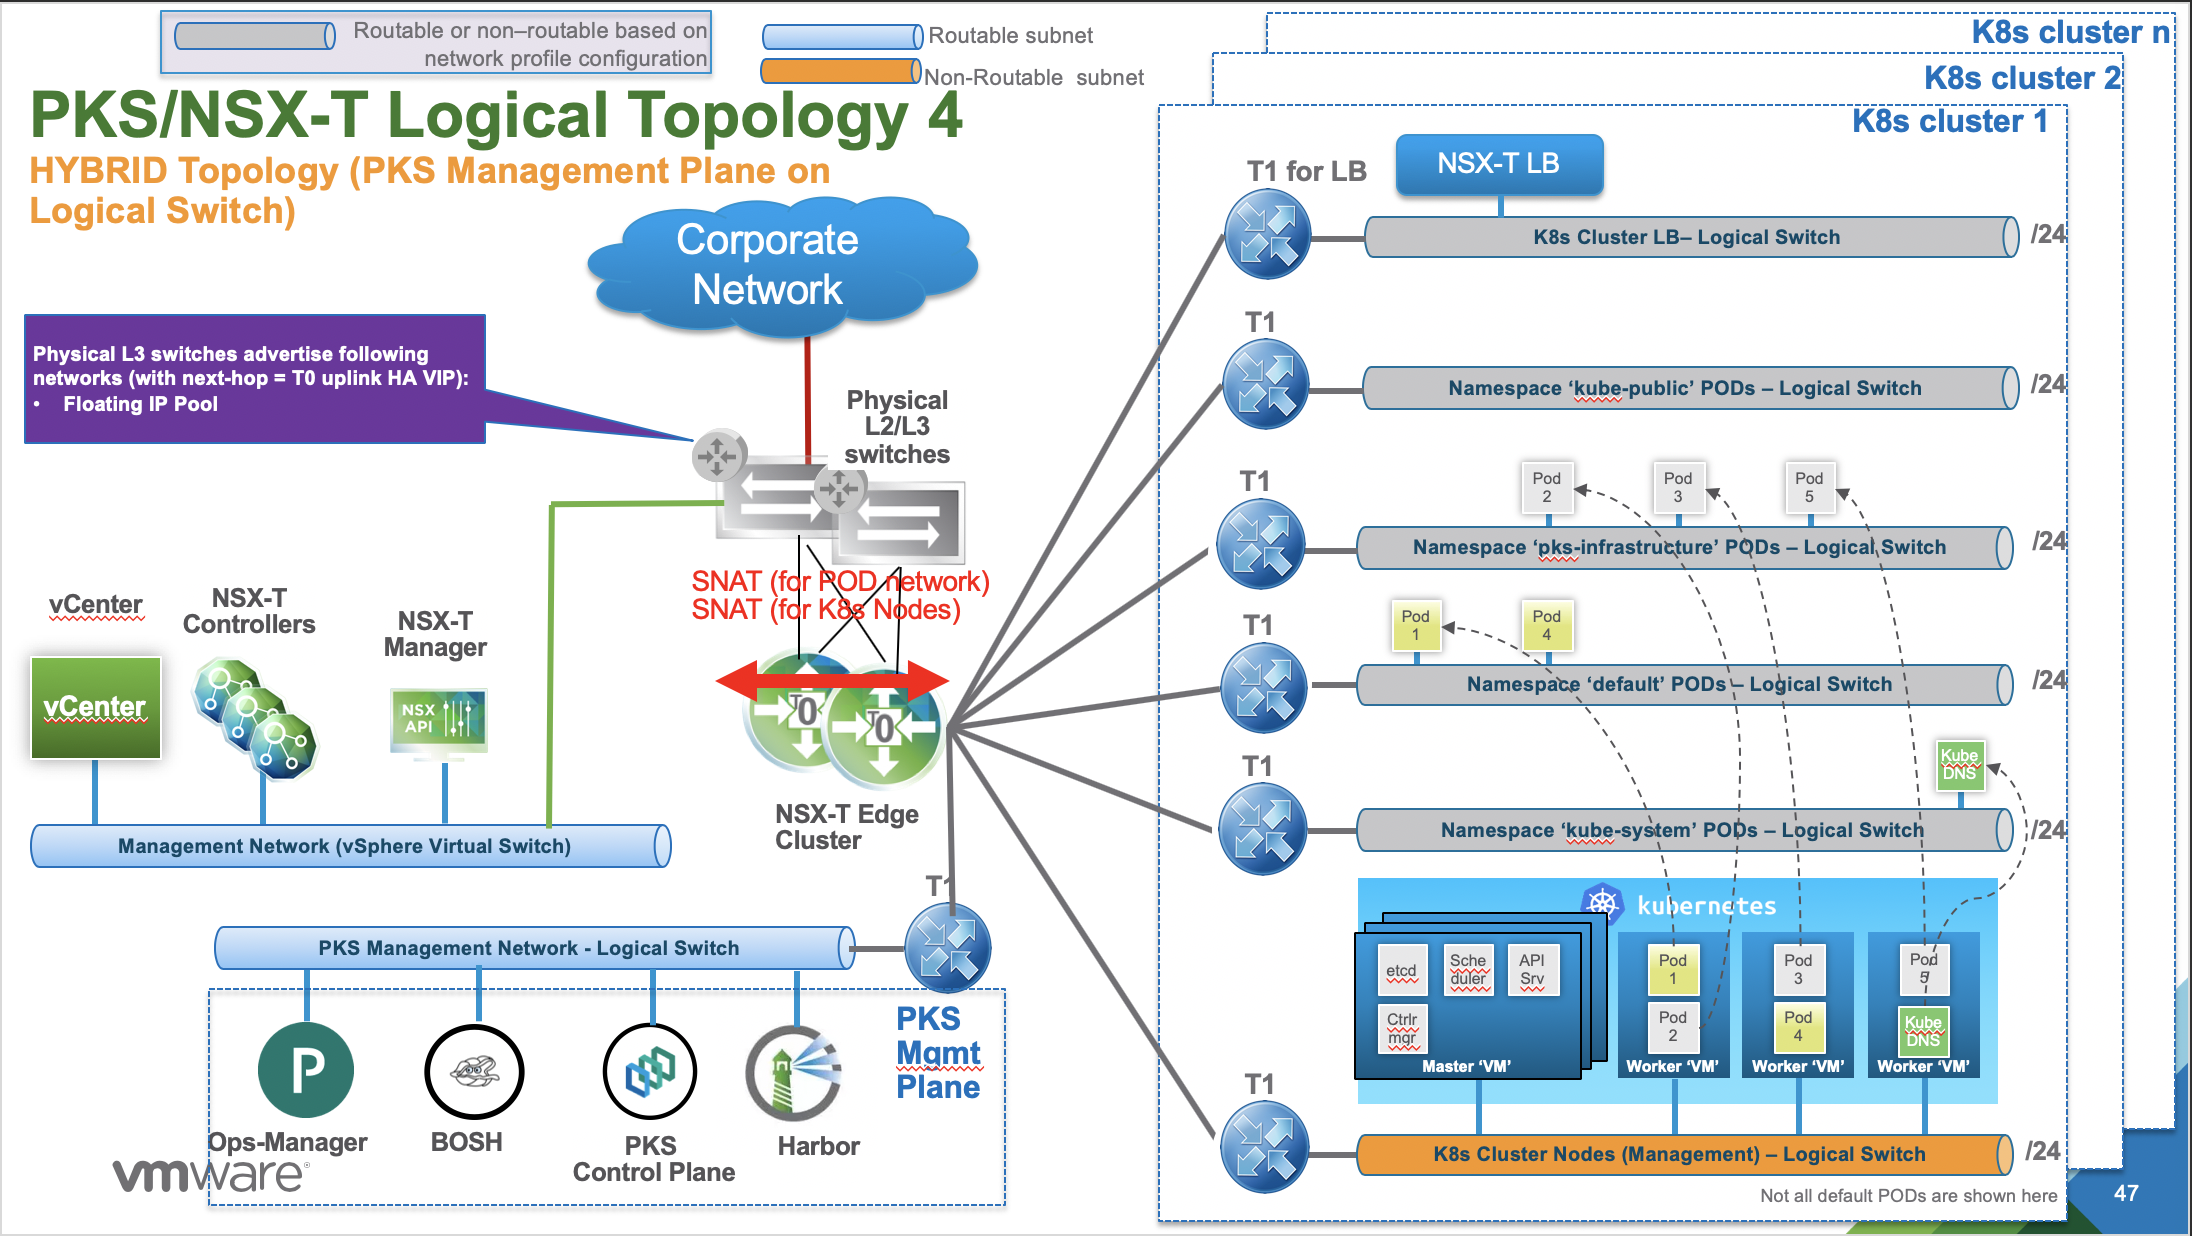 Routable or non–routable based on
network profile configuration
Routable subnet
Non-Routable  subnet
K8s cluster n
K8s cluster 2
K8s cluster 1
PKS/NSX-T Logical Topology 4
HYBRID Topology (PKS Management Plane on
Logical Switch)
Corporate
Network
Physical L3 switches advertise following
networks (with next-hop = T0 uplink HA VIP):
• Floating IP Pool
Physical
L2/L3
switches
SNAT (for POD network)
SNAT (for K8s Nodes)
vCenter
NSX-T
Controllers
NSX-T
Manager
vCenter
NSX
API
T0
T0
NSX-T Edge
Cluster
Management Network (vSphere Virtual Switch)
T1
PKS Management Network - Logical Switch
PKS
Mgmt
Plane
P
Ops-Manager
BOSH
PKS
Control Plane
Harbor
vmware®
T1 for LB
NSX-T LB
K8s Cluster LB– Logical Switch
/24
T1
Namespace ‘kube-public’ PODs – Logical Switch
/24
T1
Pod
2
Pod
3
Pod
5
Namespace ‘pks-infrastructure’ PODs – Logical Switch
/24
T1
Pod
1
Pod
4
Namespace ‘default’ PODs – Logical Switch
/24
T1
Kube
DNS
Namespace ‘kube-system’ PODs – Logical Switch
/24
kubernetes
etcd
Sche
duler
API
Srv
Ctrlr
mgr
Master ‘VM’
Pod
1
Pod
2
Worker ‘VM’
Pod
3
Pod
4
Worker ‘VM’
Pod
5
Kube
DNS
Worker ‘VM’
T1
K8s Cluster Nodes (Management) – Logical Switch
/24
Not all default PODs are shown here
47